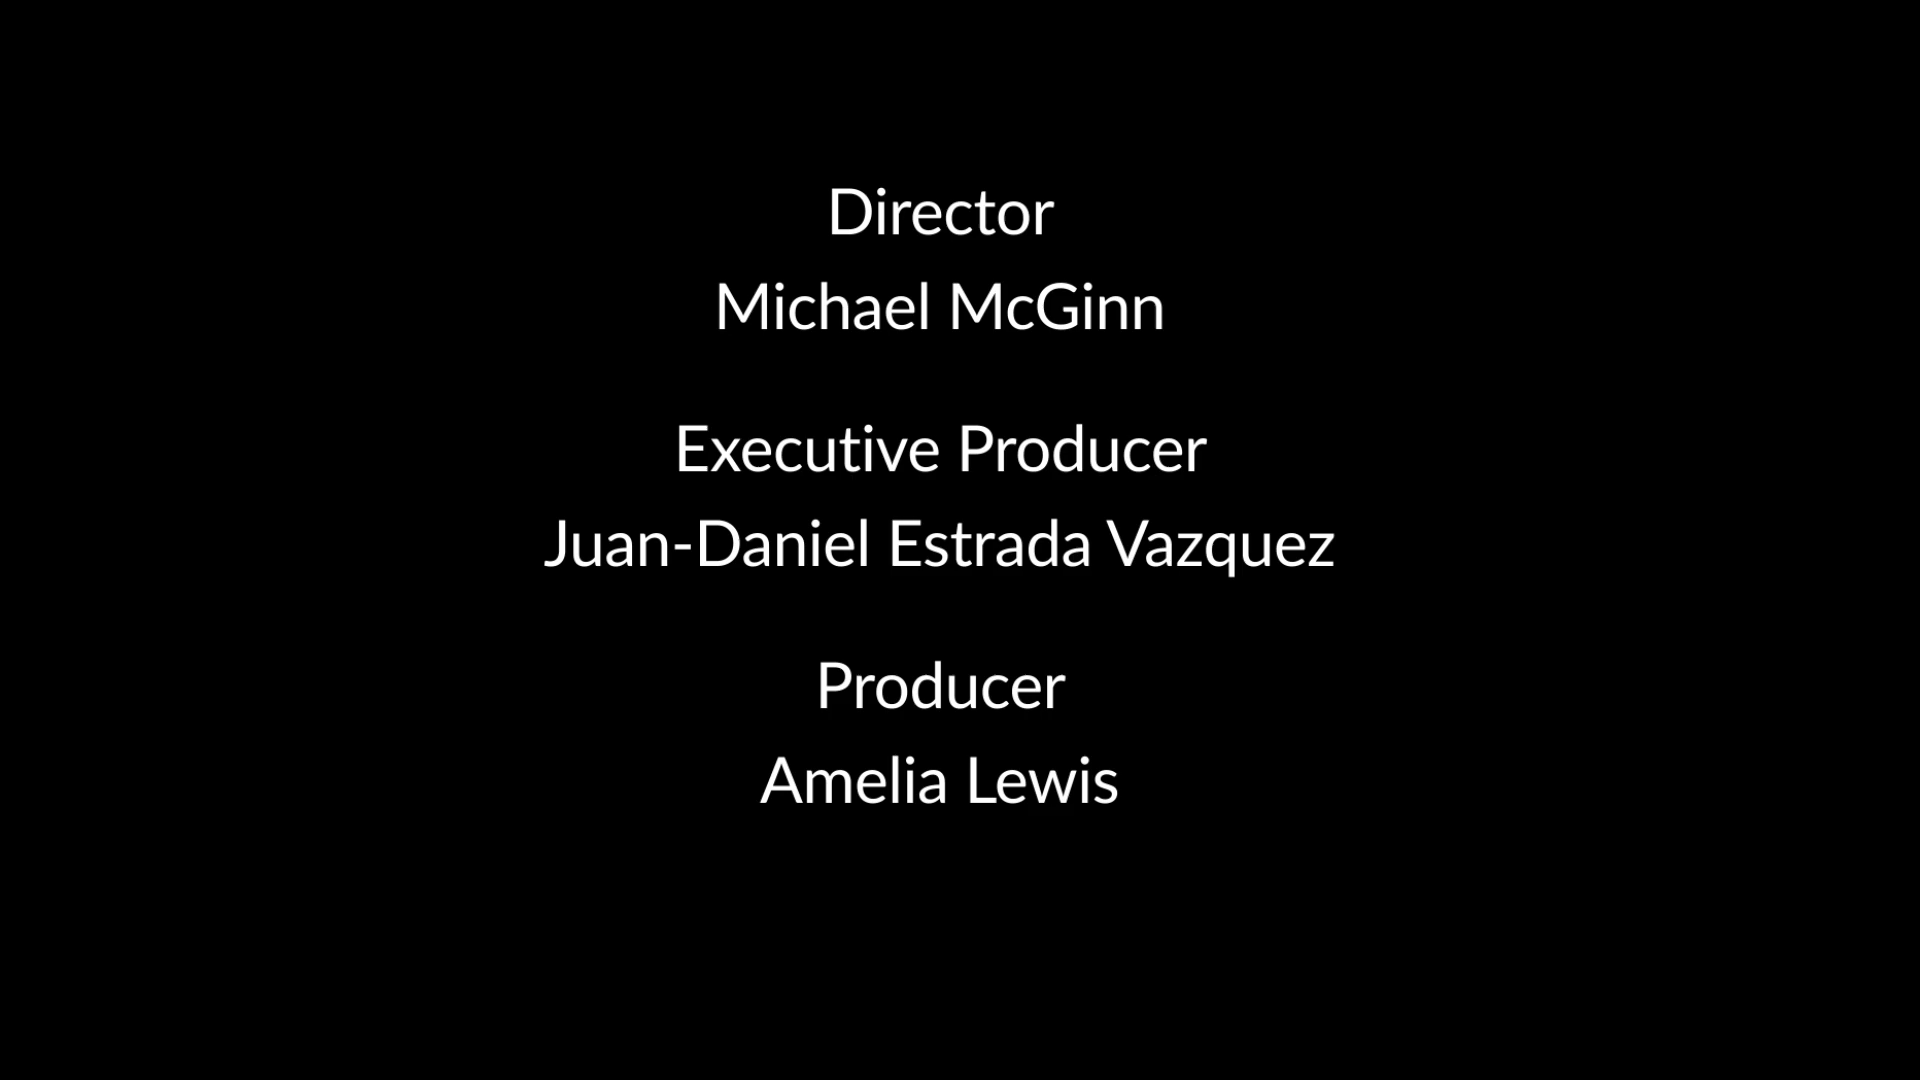 Director
Michael McGinn
Executive Producer
Juan-Daniel Estrada Vazquez
Producer
Amelia Lewis